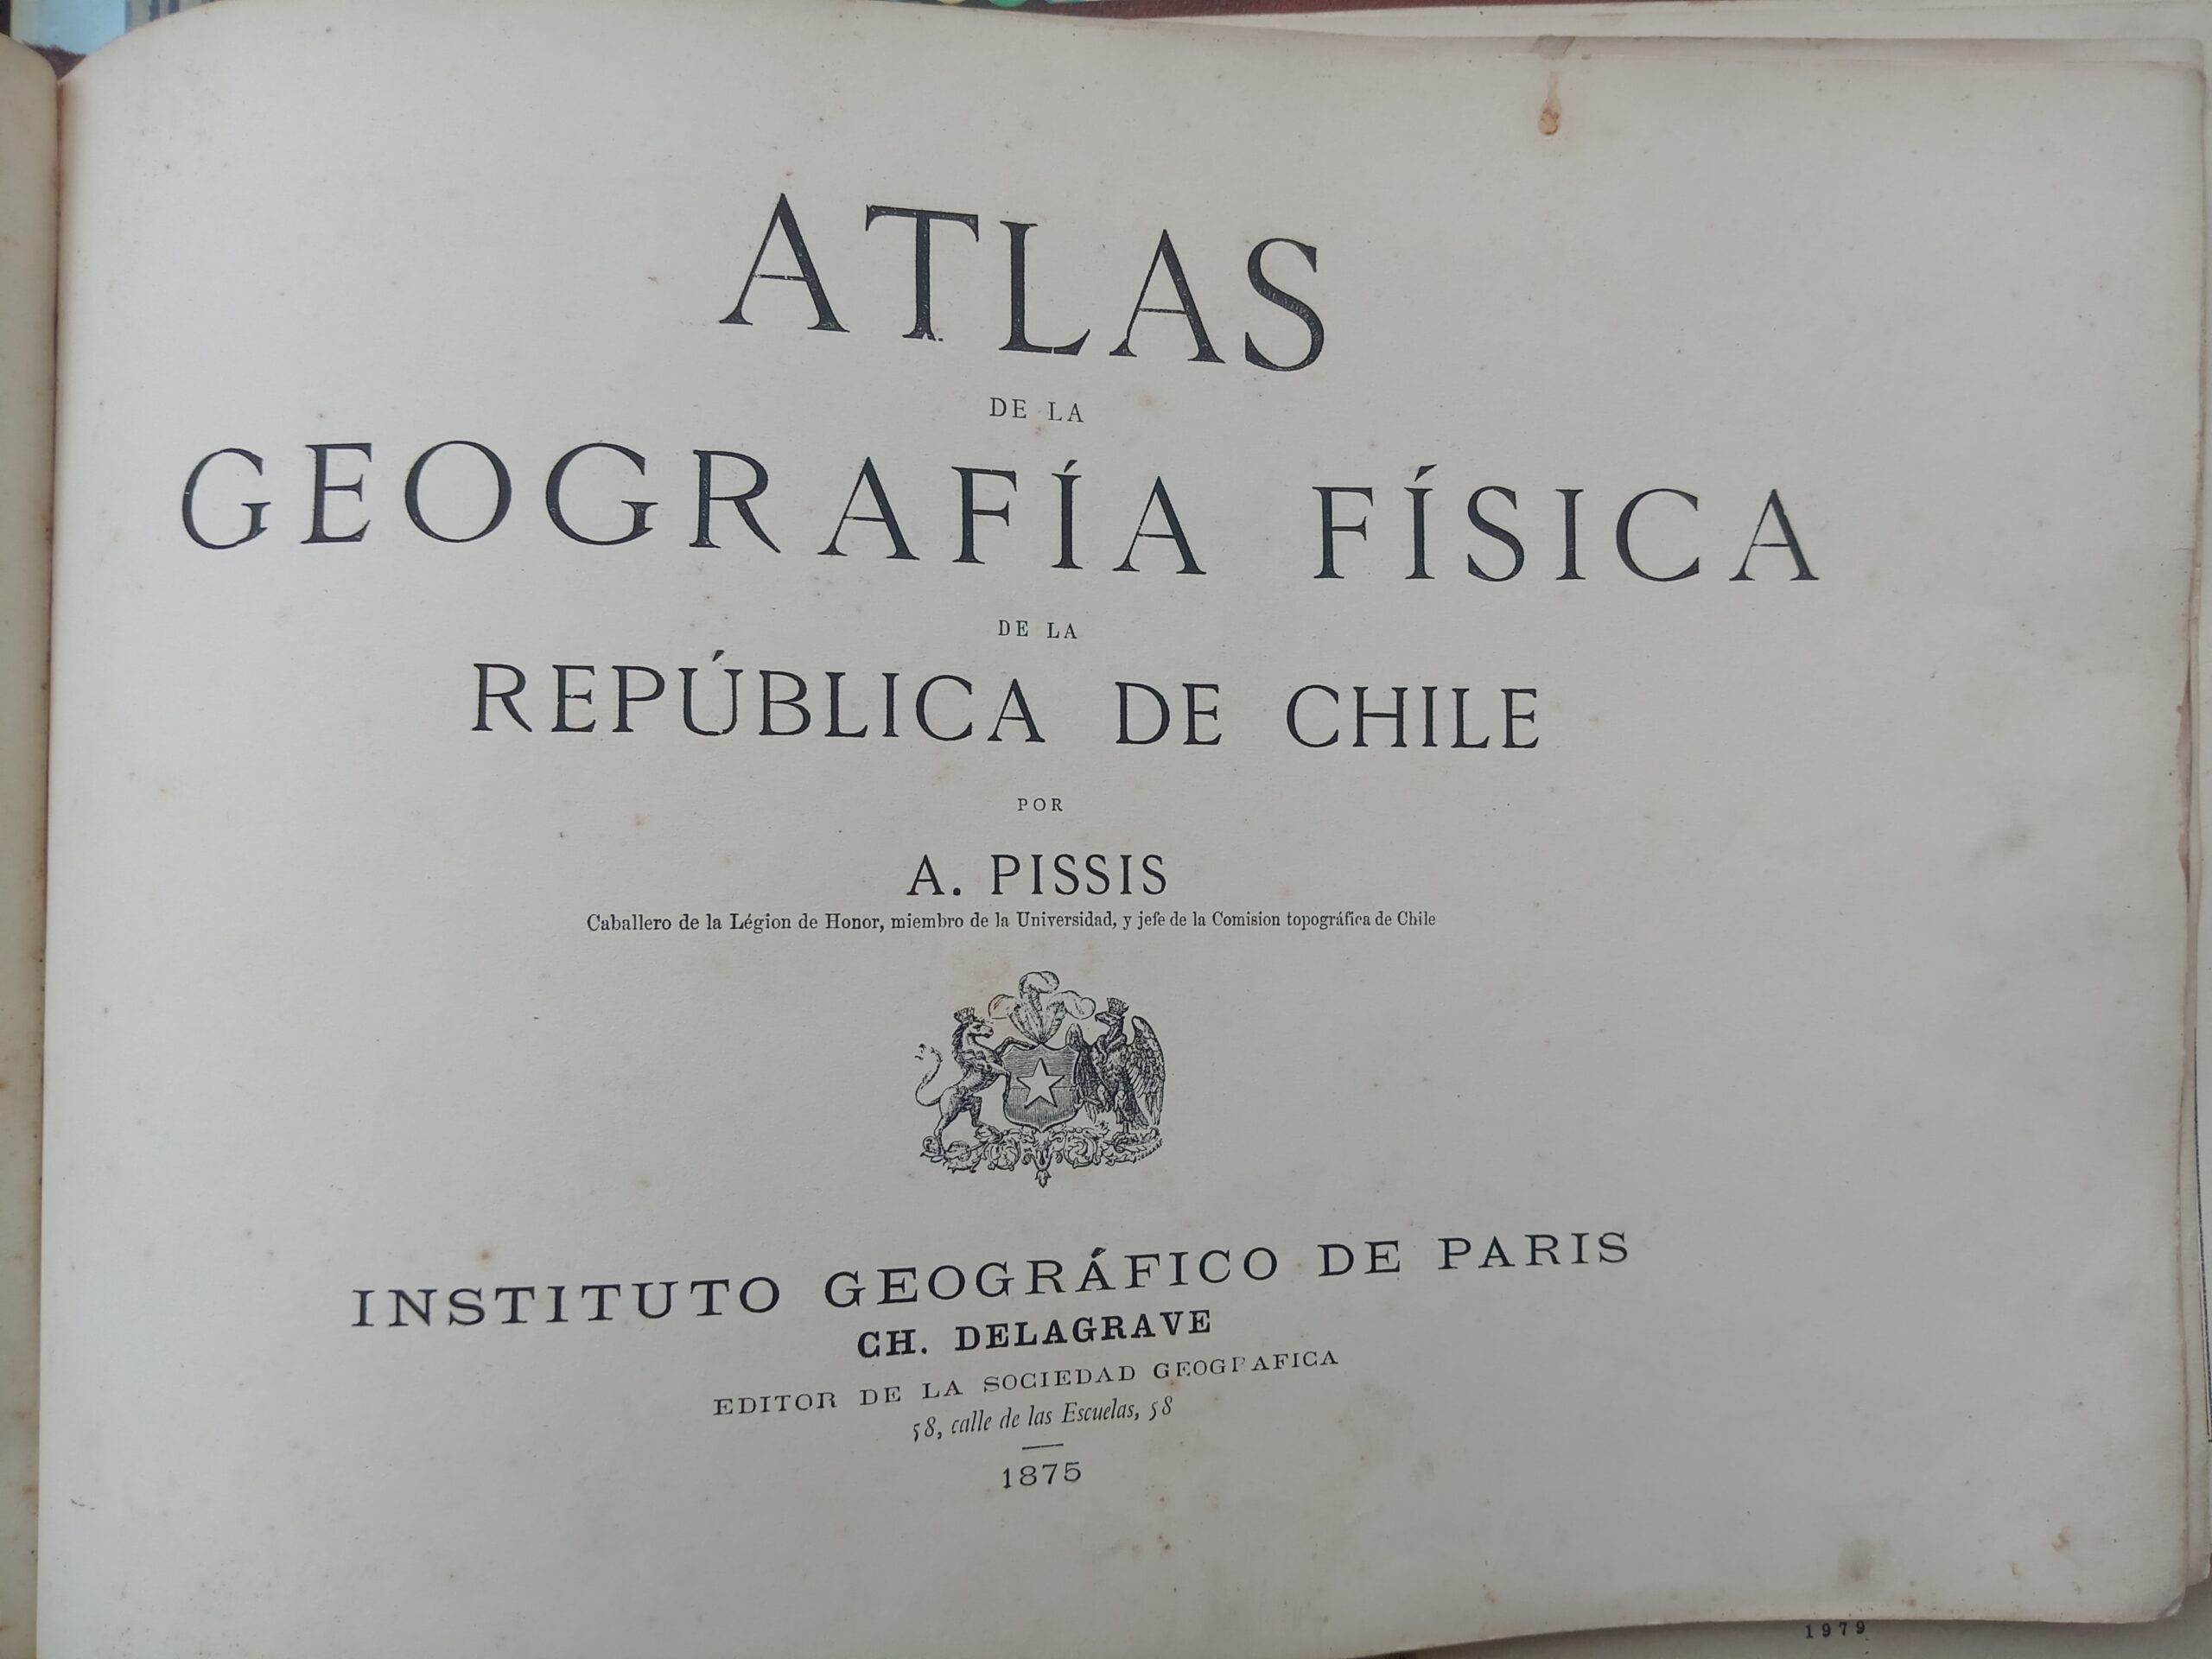 ATLAS
DE LA
GEOGRAFÍA FÍSICA
DE LA
REPÚBLICA DE CHILE
POR
A. PISSIS
Caballero de la Légion de Honor, miembro de la Universidad, y jefe de la Comision topográfica de Chile
INSTITUTO GEOGRÁFICO DE PARIS
CH. DELAGRAVE
EDITOR DE LA SOCIEDAD GEOGRAFICA
58, calle de las Escuelas, 58
1875
1979